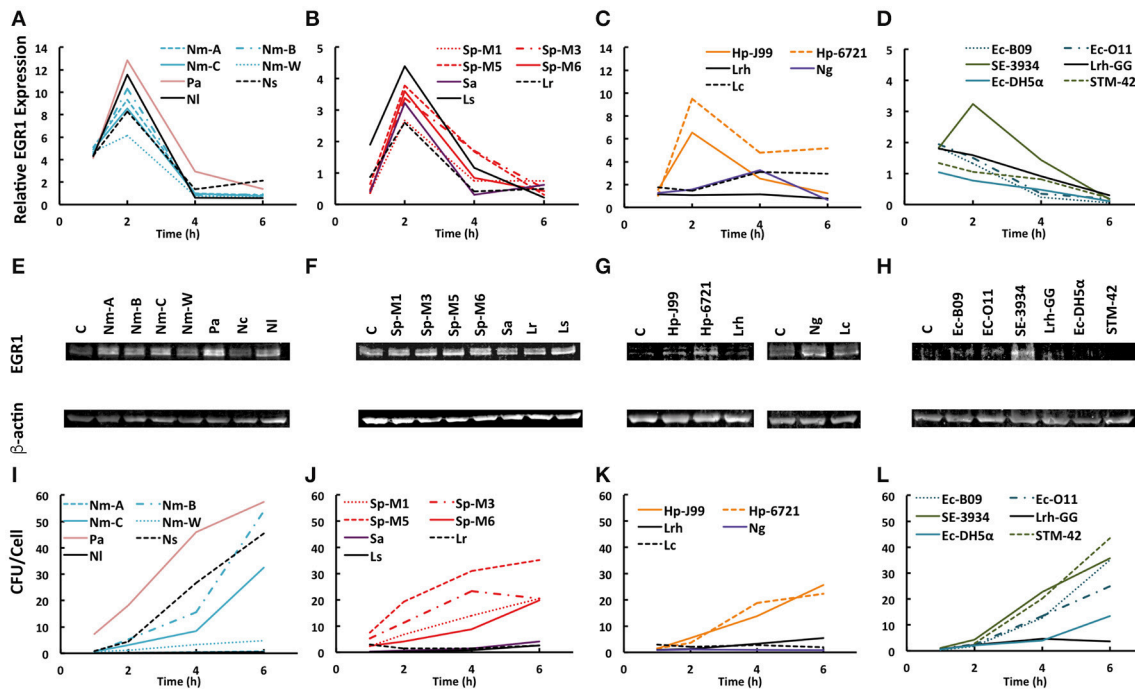 A
B
C
D
Relative EGR1 Expression
14
12
10
8
6
4
2
0
0 2 4 6
Time (h)
Nm-A Nm-B
Nm-C Nm-W
Pa Ns
Nl
5
4
3
2
1
0
0 2 4 6
Time (h)
Sp-M1 Sp-M3
Sp-M5 Sp-M6
Sa Lr
Ls
14
12
10
8
6
4
2
0
0 2 4 6
Time (h)
Hp-J99 Hp-6721
Lrh Ng
Lc
5
4
3
2
1
0
0 2 4 6
Time (h)
Ec-B09 Ec-O11
SE-3934 Lrh-GG
Ec-DH5α STM-42
E
F
G
H
C Nm-A Nm-B Nm-C Nm-W Pa Nc Nl
C Sp-M1 Sp-M3 Sp-M5 Sp-M6 Sa Lr Ls
C Hp-J99 Hp-6721 Lrh C Ng Lc
C Ec-B09 EC-O11 SE-3934 Lrh-GG Ec-DH5α STM-42
EGR1
β-actin
I
J
K
L
CFU/Cell
60
50
40
30
20
10
0
0 2 4 6
Time (h)
Nm-A Nm-B
Nm-C Nm-W
Pa Ns
Nl
60
50
40
30
20
10
0
0 2 4 6
Time (h)
Sp-M1 Sp-M3
Sp-M5 Sp-M6
Sa Lr
Ls
60
50
40
30
20
10
0
0 2 4 6
Time (h)
Hp-J99 Hp-6721
Lrh Ng
Lc
60
50
40
30
20
10
0
0 2 4 6
Time (h)
Ec-B09 Ec-O11
SE-3934 Lrh-GG
Ec-DH5α STM-42